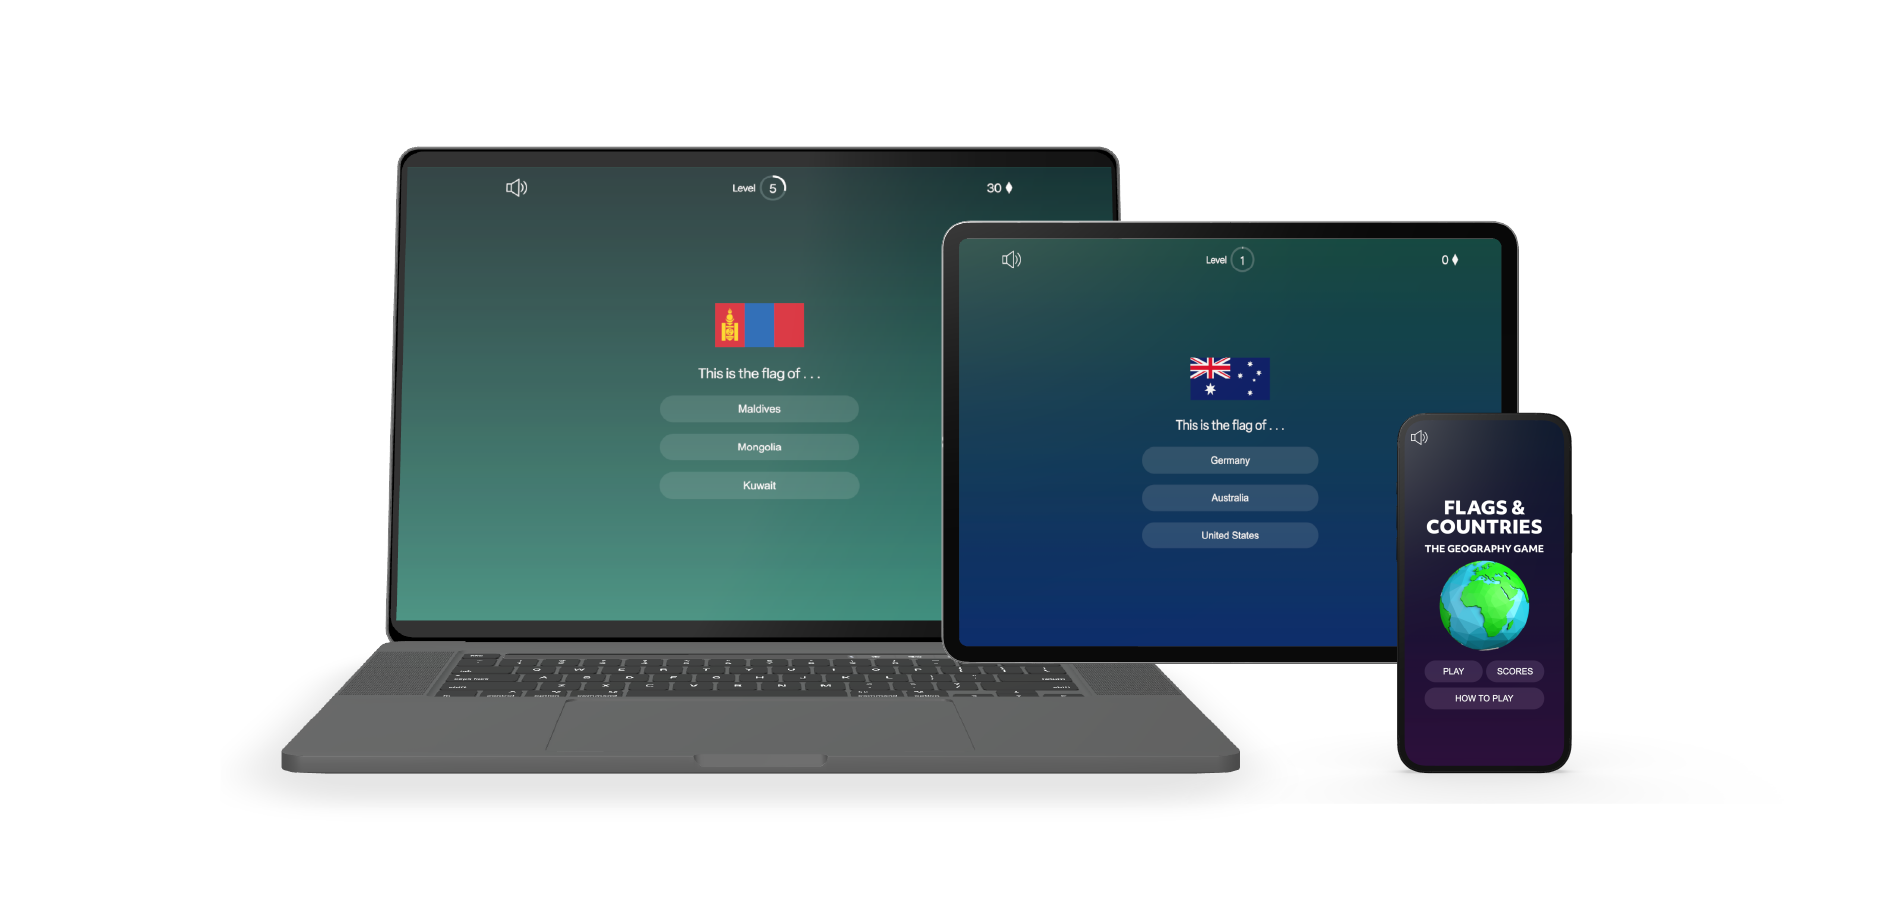 Level 5
30
This is the flag of . . .
Maldives
Mongolia
Kuwait
Level 1
0
This is the flag of . . .
Germany
Australia
United States
FLAGS &
COUNTRIES
THE GEOGRAPHY GAME
PLAY SCORES
HOW TO PLAY